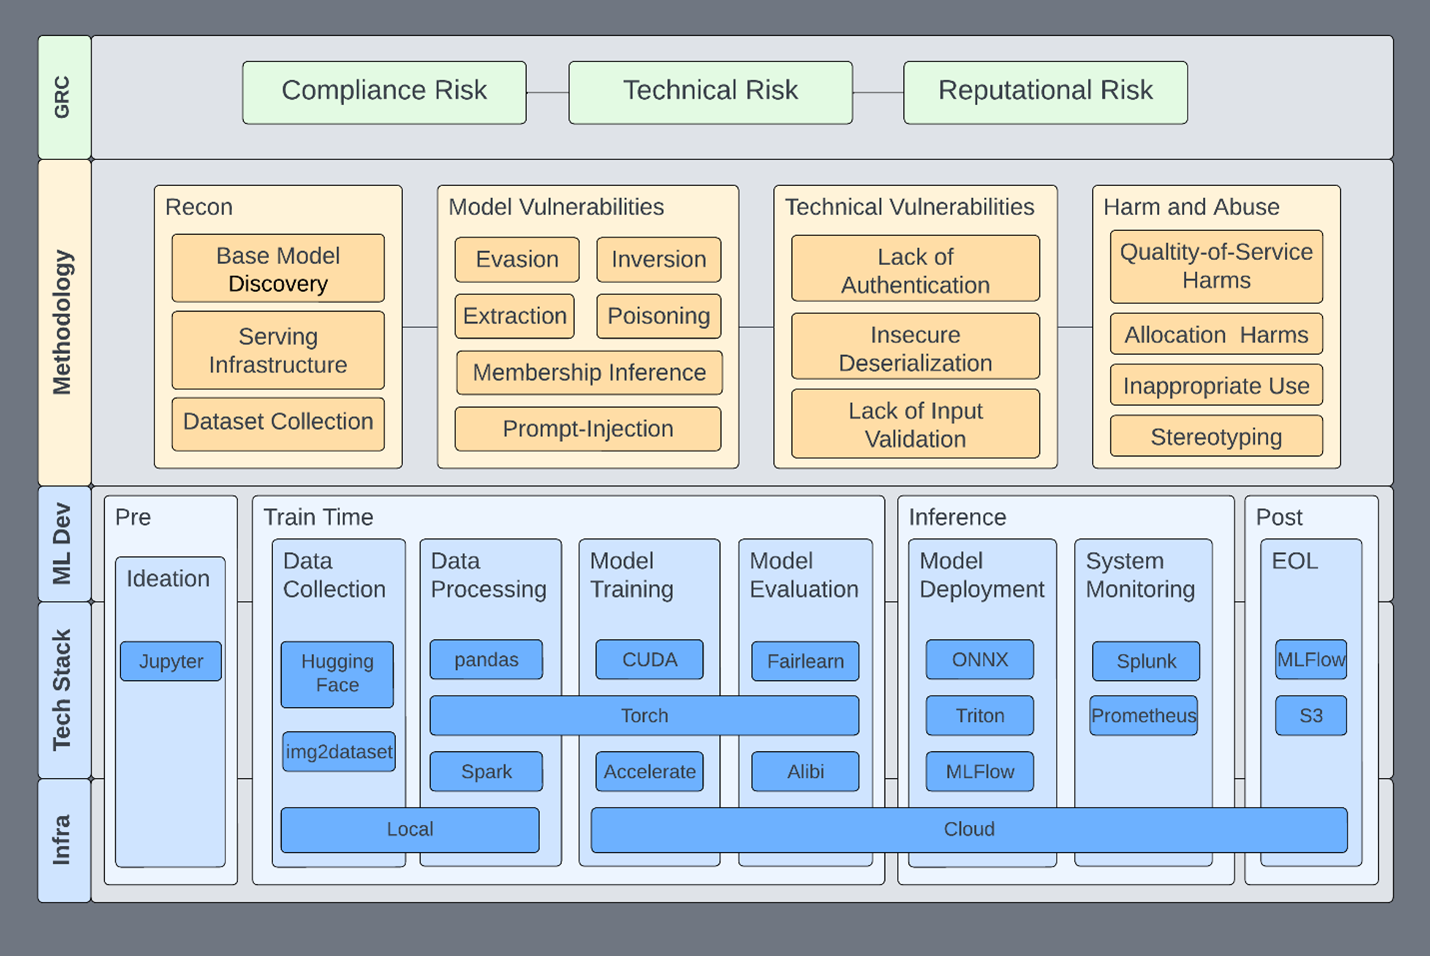 GRC
Compliance Risk
Technical Risk
Reputational Risk
Methodology
Recon
Base Model
Discovery
Serving
Infrastructure
Dataset Collection
Model Vulnerabilities
Evasion
Inversion
Extraction
Poisoning
Membership Inference
Prompt-Injection
Technical Vulnerabilities
Lack of
Authentication
Insecure
Deserialization
Lack of Input
Validation
Harm and Abuse
Qualtity-of-Service
Harms
Allocation Harms
Inappropriate Use
Stereotyping
ML Dev
Tech Stack
Infra
Pre
Ideation
Jupyter
Train Time
Data
Collection
Hugging
Face
img2dataset
Data
Processing
pandas
Spark
Model
Training
CUDA
Accelerate
Model
Evaluation
Fairlearn
Alibi
Torch
Local
Inference
Model
Deployment
ONNX
Triton
MLFlow
System
Monitoring
Splunk
Prometheus
Post
EOL
MLFlow
S3
Cloud